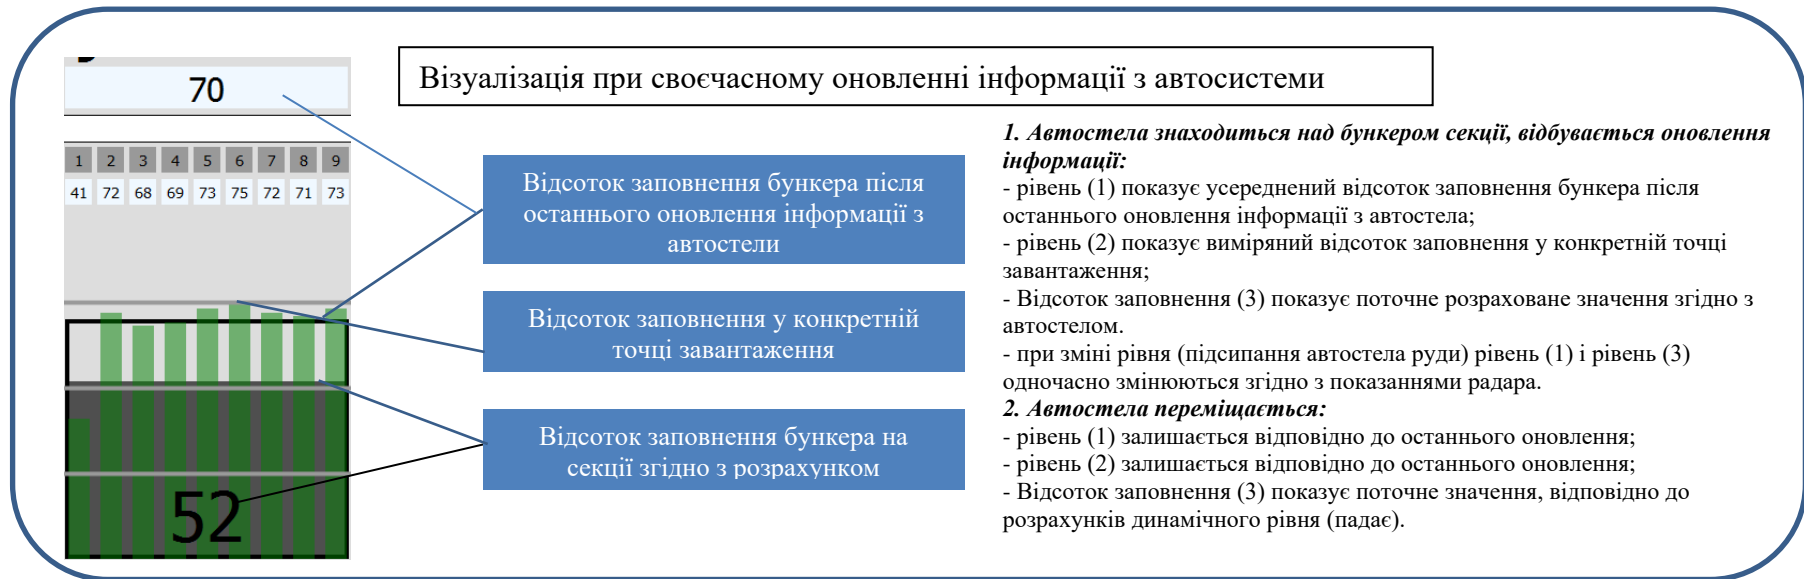 Візуалізація при своєчасному оновленні інформації з автосистеми
70
1 2 3 4 5 6 7 8 9
41 72 68 69 73 75 72 71 73
52
Відсоток заповнення бункера після
останнього оновлення інформації з
автостели
Відсоток заповнення у конкретній
точці завантаження
Відсоток заповнення бункера на
секції згідно з розрахунком
1. Автостела знаходиться над бункером секції, відбувається оновлення
інформації:
- рівень (1) показує усереднений відсоток заповнення бункера після
останнього оновлення інформації з автостела;
- рівень (2) показує виміряний відсоток заповнення у конкретній точці
завантаження;
- Відсоток заповнення (3) показує поточне розраховане значення згідно з
автостелом.
- при зміні рівня (підсипання автостела руди) рівень (1) і рівень (3)
одночасно змінюються згідно з показаннями радара.
2. Автостела переміщається:
- рівень (1) залишається відповідно до останнього оновлення;
- рівень (2) залишається відповідно до останнього оновлення;
- Відсоток заповнення (3) показує поточне значення, відповідно до
розрахунків динамічного рівня (падає).